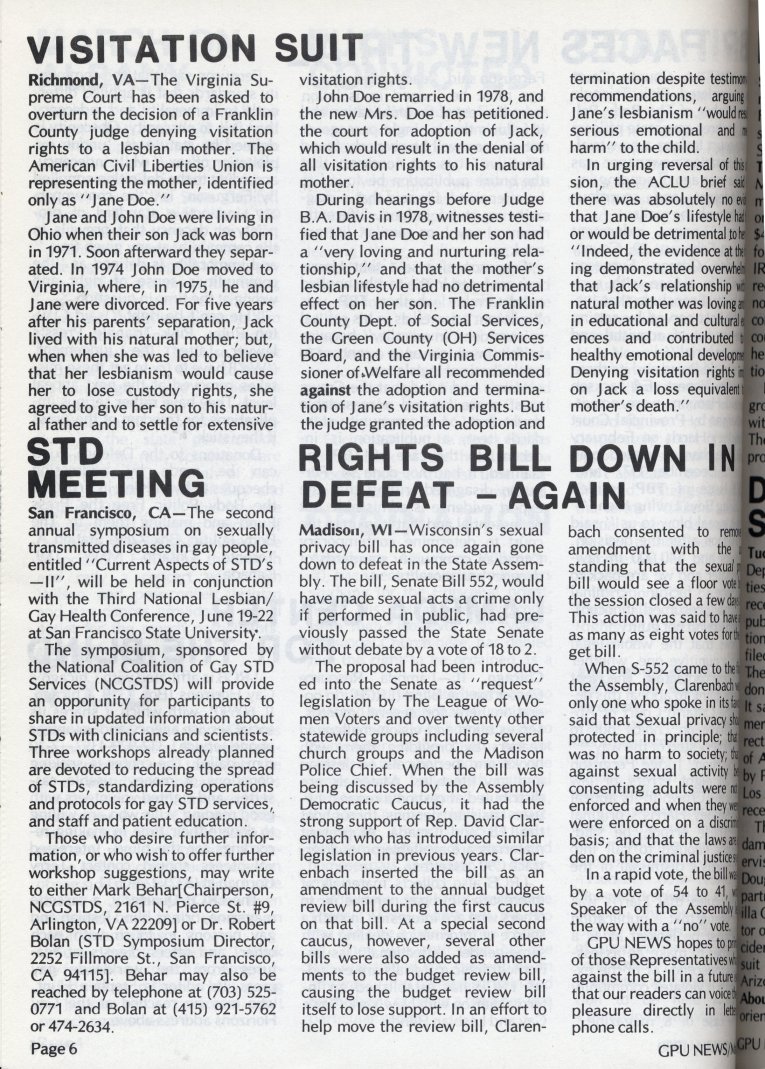 VISITATION SUIT
Richmond, VA—The Virginia Su-
preme Court has been asked to
overturn the decision of a Franklin
County judge denying visitation
rights to a lesbian mother. The
American Civil Liberties Union is
representing the mother, identified
only as "Jane Doe."
Jane and John Doe were living in
Ohio when their son Jack was born
in 1971. Soon afterward they separ-
ated. In 1974 John Doe moved to
Virginia, where, in 1975, he and
Jane were divorced. For five years
after his parents' separation, Jack
lived with his natural mother; but,
when when she was led to believe
that her lesbianism would cause
her to lose custody rights, she
agreed to give her son to his natur-
al father and to settle for extensive
visitation rights.
John Doe remarried in 1978, and
the new Mrs. Doe has petitioned
the court for adoption of Jack,
which would result in the denial of
all visitation rights to his natural
mother.
During hearings before Judge
B.A. Davis in 1978, witnesses testi-
fied that Jane Doe and her son had
a "very loving and nurturing rela-
tionship," and that the mother's
lesbian lifestyle had no detrimental
effect on her son. The Franklin
County Dept. of Social Services,
the Green County (OH) Services
Board, and the Virginia Commis-
sioner of Welfare all recommended
against the adoption and termina-
tion of Jane's visitation rights. But
the judge granted the adoption and
termination despite
recommendations, arguing
Jane's lesbianism "would
serious emotional and
harm" to the child.
In urging reversal of
sion, the ACLU brief
there was absolutely no
that Jane Doe's lifestyle
or would be detrimental to
"Indeed, the evidence at
ing demonstrated
that Jack's relationship
natural mother was loving
in educational and cultural
ences and contributed
healthy emotional
Denying visitation rights
on Jack a loss equivalent
mother's death."
STD
MEETING
San Francisco, CA—The second
annual symposium on sexually
transmitted diseases in gay people,
entitled "Current Aspects of STD's
—II", will be held in conjunction
with the Third National Lesbian/
Gay Health Conference, June 19-22
at San Francisco State University.
The symposium, sponsored by
the National Coalition of Gay STD
Services (NCGSTDS) will provide
an opporunity for participants to
share in updated information about
STDs with clinicians and scientists.
Three workshops already planned
are devoted to reducing the spread
of STDs, standardizing operations
and protocols for gay STD services,
and staff and patient education.
Those who desire further infor-
mation, or who wish to offer further
workshop suggestions, may write
to either Mark Behar[Chairperson,
NCGSTDS, 2161 N. Pierce St. #9,
Arlington, VA 22209] or Dr. Robert
Bolan (STD Symposium Director,
2252 Fillmore St., San Francisco,
CA 94115]. Behar may also be
reached by telephone at (703) 525-
0771 and Bolan at (415) 921-5762
or 474-2634.
RIGHTS BILL DOWN IN
DEFEAT — AGAIN
Madison, WI—Wisconsin's sexual
privacy bill has once again gone
down to defeat in the State Assem-
bly. The bill, Senate Bill 552, would
have made sexual acts a crime only
if performed in public, had pre-
viously passed the State Senate
without debate by a vote of 18 to 2.
The proposal had been introduc-
ed into the Senate as "request"
legislation by The League of Wo-
men Voters and over twenty other
statewide groups including several
church groups and the Madison
Police Chief. When the bill was
being discussed by the Assembly
Democratic Caucus, it had the
strong support of Rep. David Clar-
enbach who has introduced similar
legislation in previous years. Clar-
enbach inserted the bill as an
amendment to the annual budget
review bill during the first caucus
on that bill. At a special second
caucus, however, several other
bills were also added as amend-
ments to the budget review bill,
causing the budget review bill
itself to lose support. In an effort to
help move the review bill, Claren-
bach consented to
amendment with the
standing that the sexual
bill would see a floor vote
the session closed a few
This action was said to
as many as eight votes for
get bill.
When S-552 came to the
the Assembly, Clarenbach
only one who spoke in its
said that Sexual privacy
protected in principle;
was no harm to society;
against sexual activity
consenting adults were
enforced and when they
were enforced on a
basis; and that the laws
den on the criminal justice
In a rapid vote, the bill
by a vote of 54 to 41,
Speaker of the Assembly
the way with a "no" vote.
GPU NEWS hopes to
of those Representatives
against the bill in a future
that our readers can voice
pleasure directly in
phone calls.
Page 6
GPU NEWS/